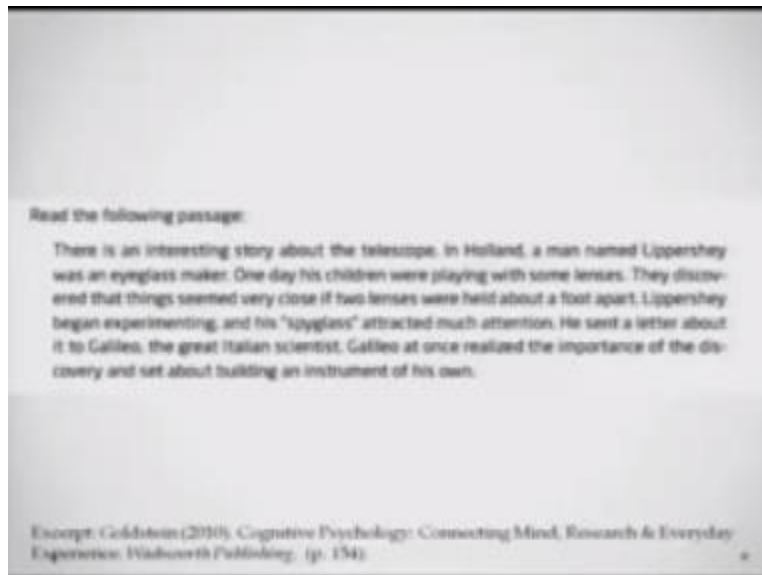 Read the following passage:
There is an interesting story about the telescope. In Holland, a man named Lippershey
was an eyeglass maker. One day his children were playing with some lenses. They discov-
ered that things seemed very close if two lenses were held about a foot apart. Lippershey
began experimenting, and his "spyglass" attracted much attention. He sent a letter about
it to Galileo, the great Italian scientist. Galileo at once realized the importance of the dis-
covery and set about building an instrument of his own.
Excerpt: Goldstein (2010). Cognitive Psychology: Connecting Mind, Research & Everyday
Experience. Wadsworth Publishing, (p. 154).